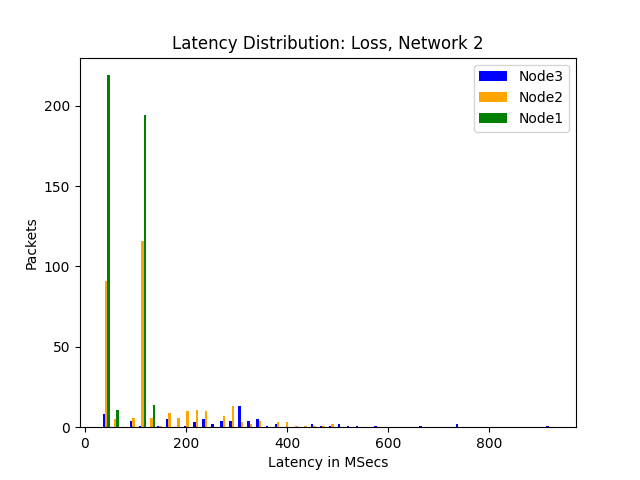 Latency Distribution: Loss, Network 2
Node3
Node2
Node1
Packets
200
150
100
50
0
0 200 400 600 800
Latency in MSecs